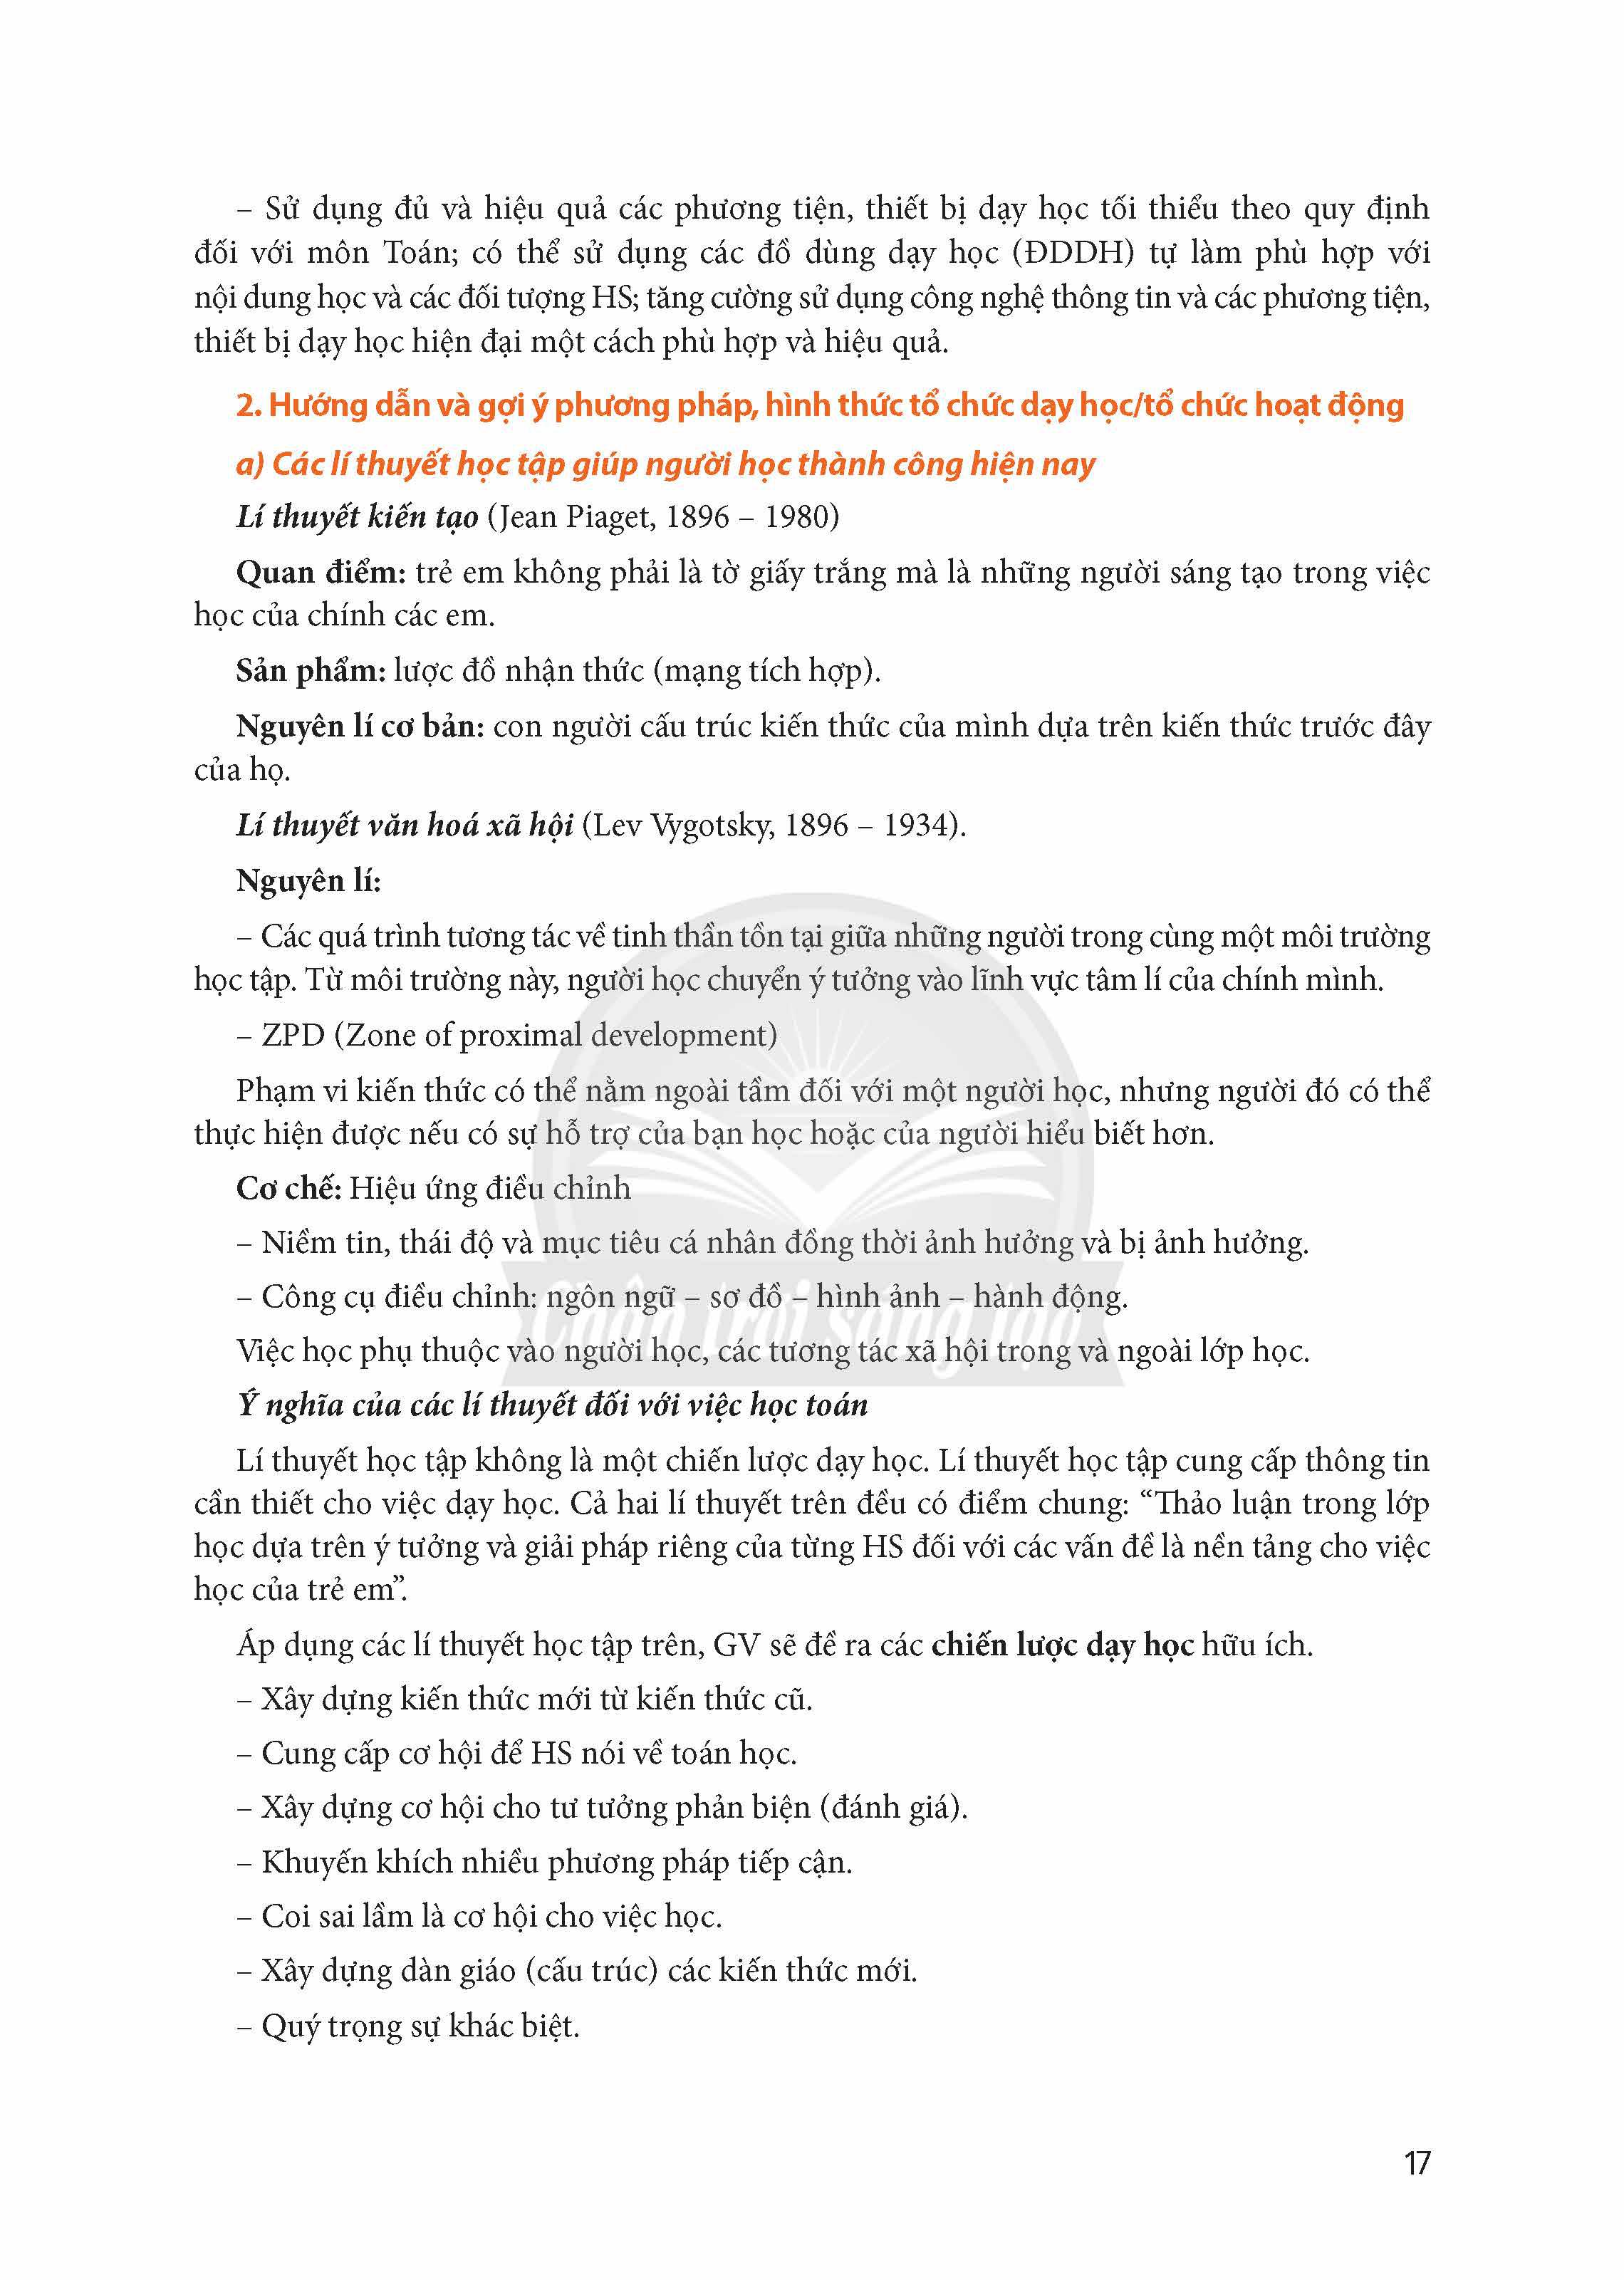 – Sử dụng đủ và hiệu quả các phương tiện, thiết bị dạy học tối thiểu theo quy định
đối với môn Toán; có thể sử dụng các đồ dùng dạy học (ĐDDH) tự làm phù hợp với
nội dung học và các đối tượng HS; tăng cường sử dụng công nghệ thông tin và các phương tiện,
thiết bị dạy học hiện đại một cách phù hợp và hiệu quả.
2. Hướng dẫn và gợi ý phương pháp, hình thức tổ chức dạy học/tổ chức hoạt động
a) Các lí thuyết học tập giúp người học thành công hiện nay
Lí thuyết kiến tạo (Jean Piaget, 1896 – 1980)
Quan điểm: trẻ em không phải là tờ giấy trắng mà là những người sáng tạo trong việc
học của chính các em.
Sản phẩm: lược đồ nhận thức (mạng tích hợp).
Nguyên lí cơ bản: con người cấu trúc kiến thức của mình dựa trên kiến thức trước đây
của họ.
Lí thuyết văn hoá xã hội (Lev Vygotsky, 1896 – 1934).
Nguyên lí:
– Các quá trình tương tác về tinh thần tồn tại giữa những người trong cùng một môi trường
học tập. Từ môi trường này, người học chuyển ý tưởng vào lĩnh vực tâm lí của chính mình.
– ZPD (Zone of proximal development)
Phạm vi kiến thức có thể nằm ngoài tầm đối với một người học, nhưng người đó có thể
thực hiện được nếu có sự hỗ trợ của bạn học hoặc của người hiểu biết hơn.
Cơ chế: Hiệu ứng điều chỉnh
– Niềm tin, thái độ và mục tiêu cá nhân đồng thời ảnh hưởng và bị ảnh hưởng.
– Công cụ điều chỉnh: ngôn ngữ – sơ đồ – hình ảnh – hành động.
Chân trời sáng tạo
Việc học phụ thuộc vào người học, các tương tác xã hội trong và ngoài lớp học.
Ý nghĩa của các lí thuyết đối với việc học toán
Lí thuyết học tập không là một chiến lược dạy học. Lí thuyết học tập cung cấp thông tin
cần thiết cho việc dạy học. Cả hai lí thuyết trên đều có điểm chung: “Thảo luận trong lớp
học dựa trên ý tưởng và giải pháp riêng của từng HS đối với các vấn đề là nền tảng cho việc
học của trẻ em”.
Áp dụng các lí thuyết học tập trên, GV sẽ đề ra các chiến lược dạy học hữu ích.
– Xây dựng kiến thức mới từ kiến thức cũ.
– Cung cấp cơ hội để HS nói về toán học.
– Xây dựng cơ hội cho tư tưởng phản biện (đánh giá).
– Khuyến khích nhiều phương pháp tiếp cận.
– Coi sai lầm là cơ hội cho việc học.
– Xây dựng dàn giáo (cấu trúc) các kiến thức mới.
– Quý trọng sự khác biệt.
17